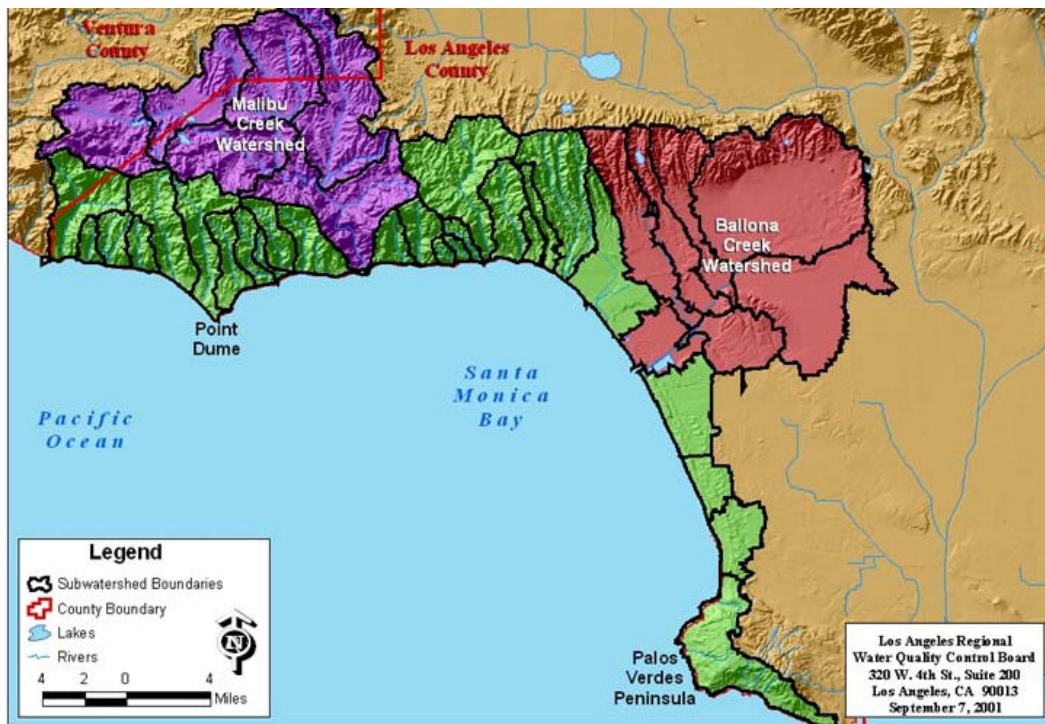 Ventura
County
Los Angeles
County
Malibu
Creek
Watershed
Ballona
Creek
Watershed
Point
Dume
Santa
Monica
Bay
Pacific
Ocean
Palos
Verdes
Peninsula
Legend
Subwatershed Boundaries
County Boundary
Lakes
Rivers
N
4 2 0 4
Miles
Los Angeles Regional
Water Quality Control Board
320 W. 4th St., Suite 200
Los Angeles, CA 90013
September 7, 2001